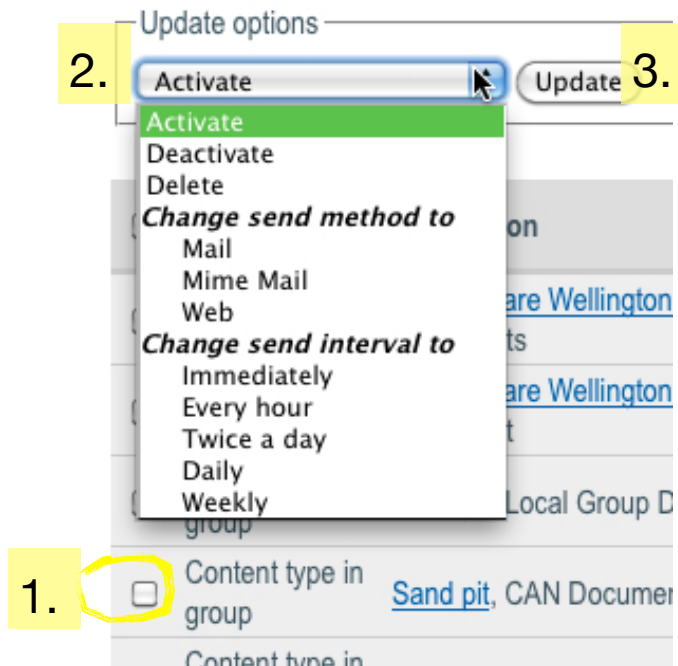 Update options
2.
Activate
Update
3.
Activate
Deactivate
Delete
Change send method to
Mail
Mime Mail
Web
Change send interval to
Immediately
Every hour
Twice a day
Daily
Weekly
on
are Wellington
ts
are Wellington
t
group
Local Group D
1.
Content type in
group
Sand pit, CAN Documen
Content type in